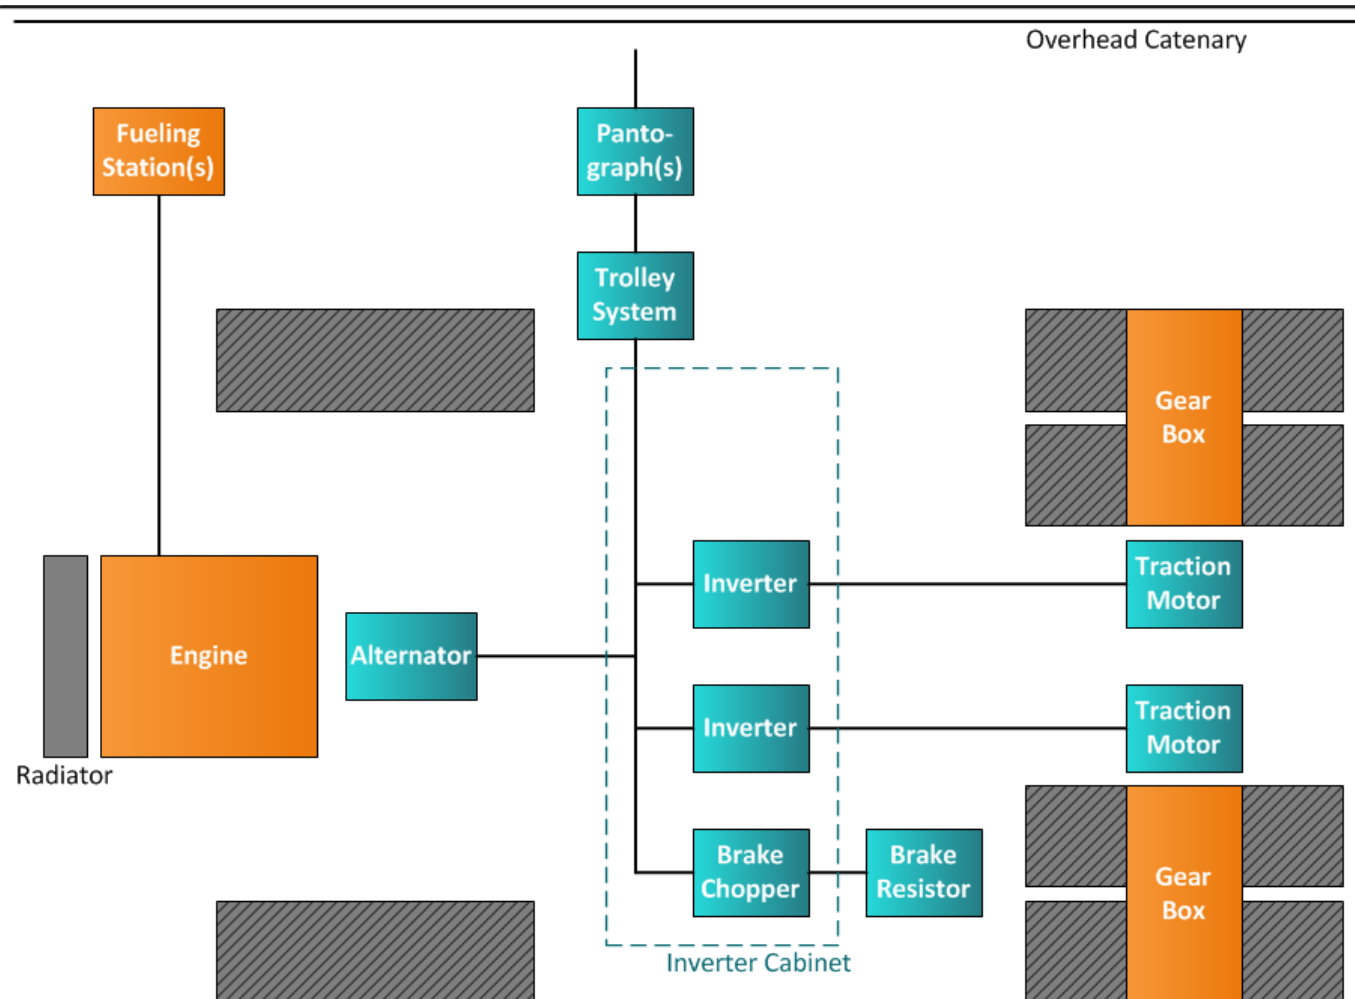 Overhead Catenary
Fueling
Station(s)
Panto-
graph(s)
Trolley
System
Gear
Box
Inverter
Traction
Motor
Engine
Alternator
Inverter
Traction
Motor
Radiator
Brake
Chopper
Brake
Resistor
Gear
Box
Inverter Cabinet